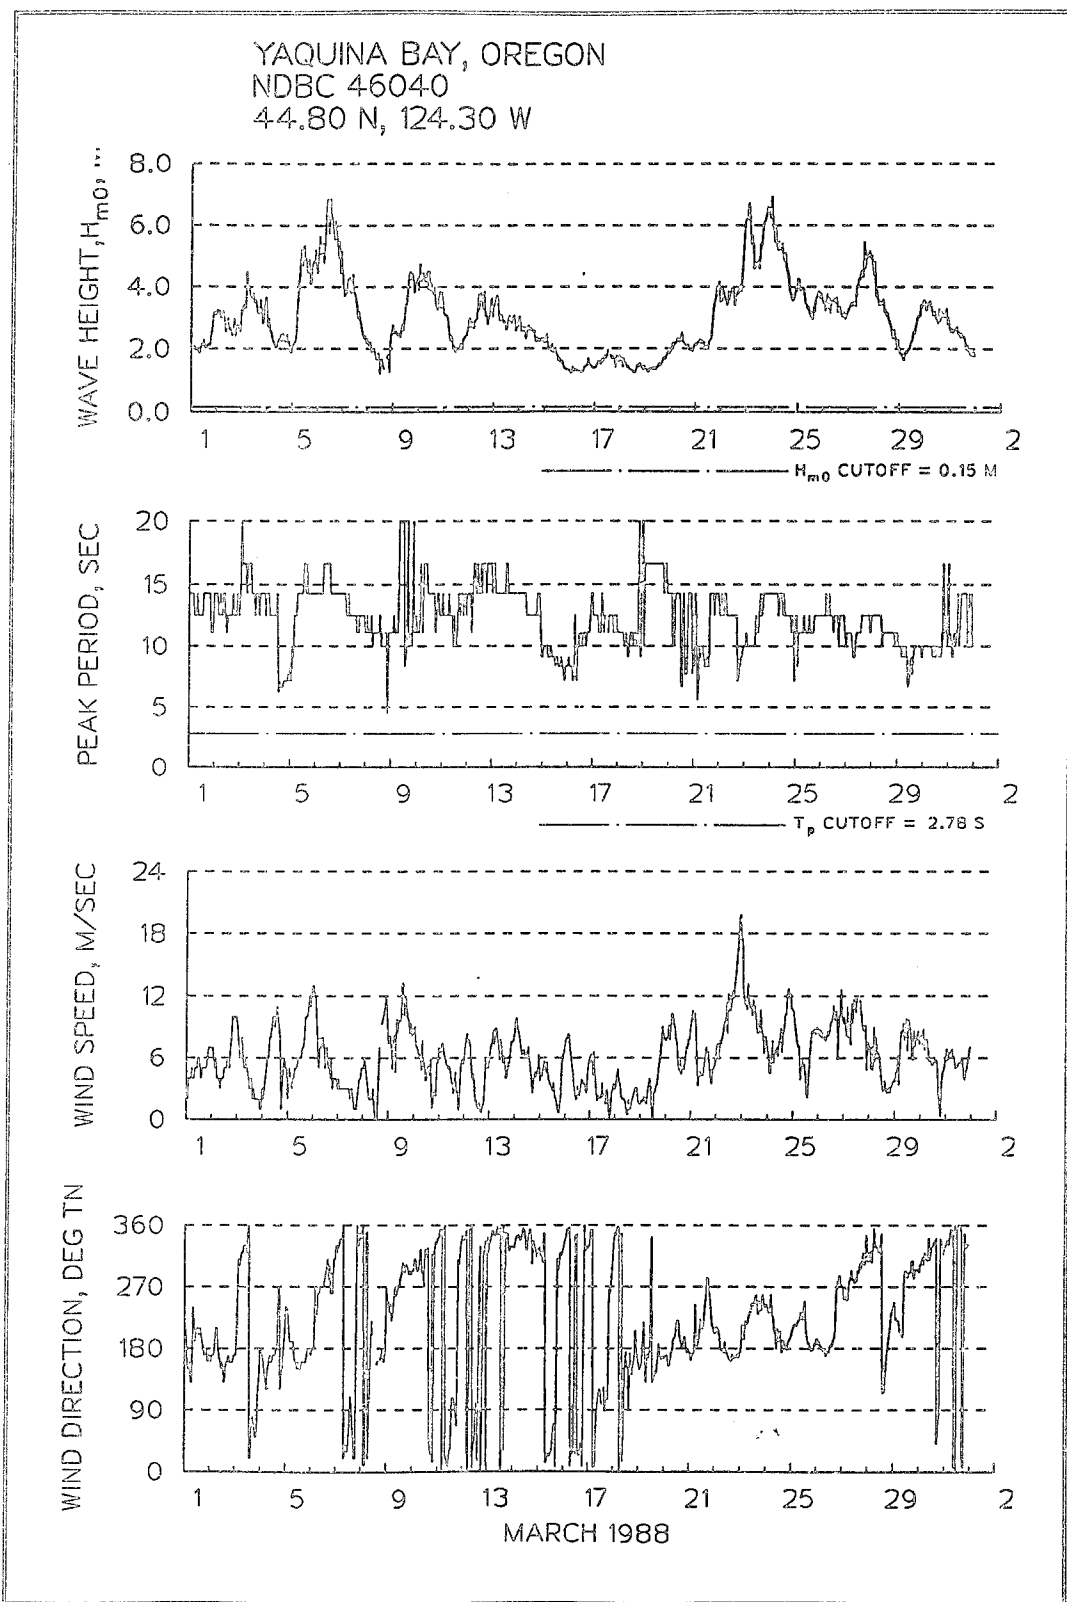 YAQUINA BAY, OREGON
NDBC 46040
44.80 N, 124.30 W
WAVE HEIGHT, Hm0,
8.0
6.0
4.0
2.0
0.0
1 5 9 13 17 21 25 29 2
Hm0 CUTOFF = 0.15 M
PEAK PERIOD, SEC
20
15
10
5
0
1 5 9 13 17 21 25 29 2
Tp CUTOFF = 2.78 S
WIND SPEED, M/SEC
24
18
12
6
0
1 5 9 13 17 21 25 29 2
WIND DIRECTION, DEG TN
360
270
180
90
0
1 5 9 13 17 21 25 29 2
MARCH 1988